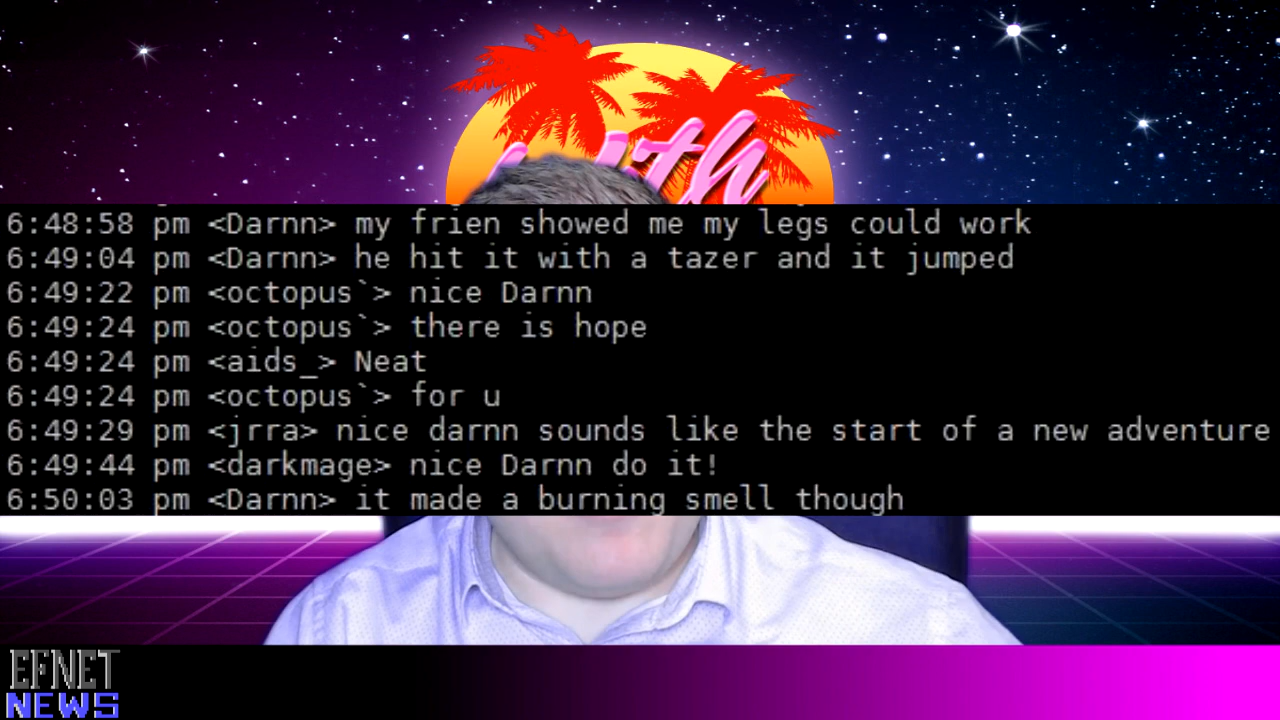 with
6:48:58 pm <Darnn> my frien showed me my legs could work
6:49:04 pm <Darnn> he hit it with a tazer and it jumped
6:49:22 pm <octopus`> nice Darnn
6:49:24 pm <octopus`> there is hope
6:49:24 pm <aids_> Neat
6:49:24 pm <octopus`> for u
6:49:29 pm <jrra> nice darnn sounds like the start of a new adventure
6:49:44 pm <darkmage> nice Darnn do it!
6:50:03 pm <Darnn> it made a burning smell though
EFNET
NEWS